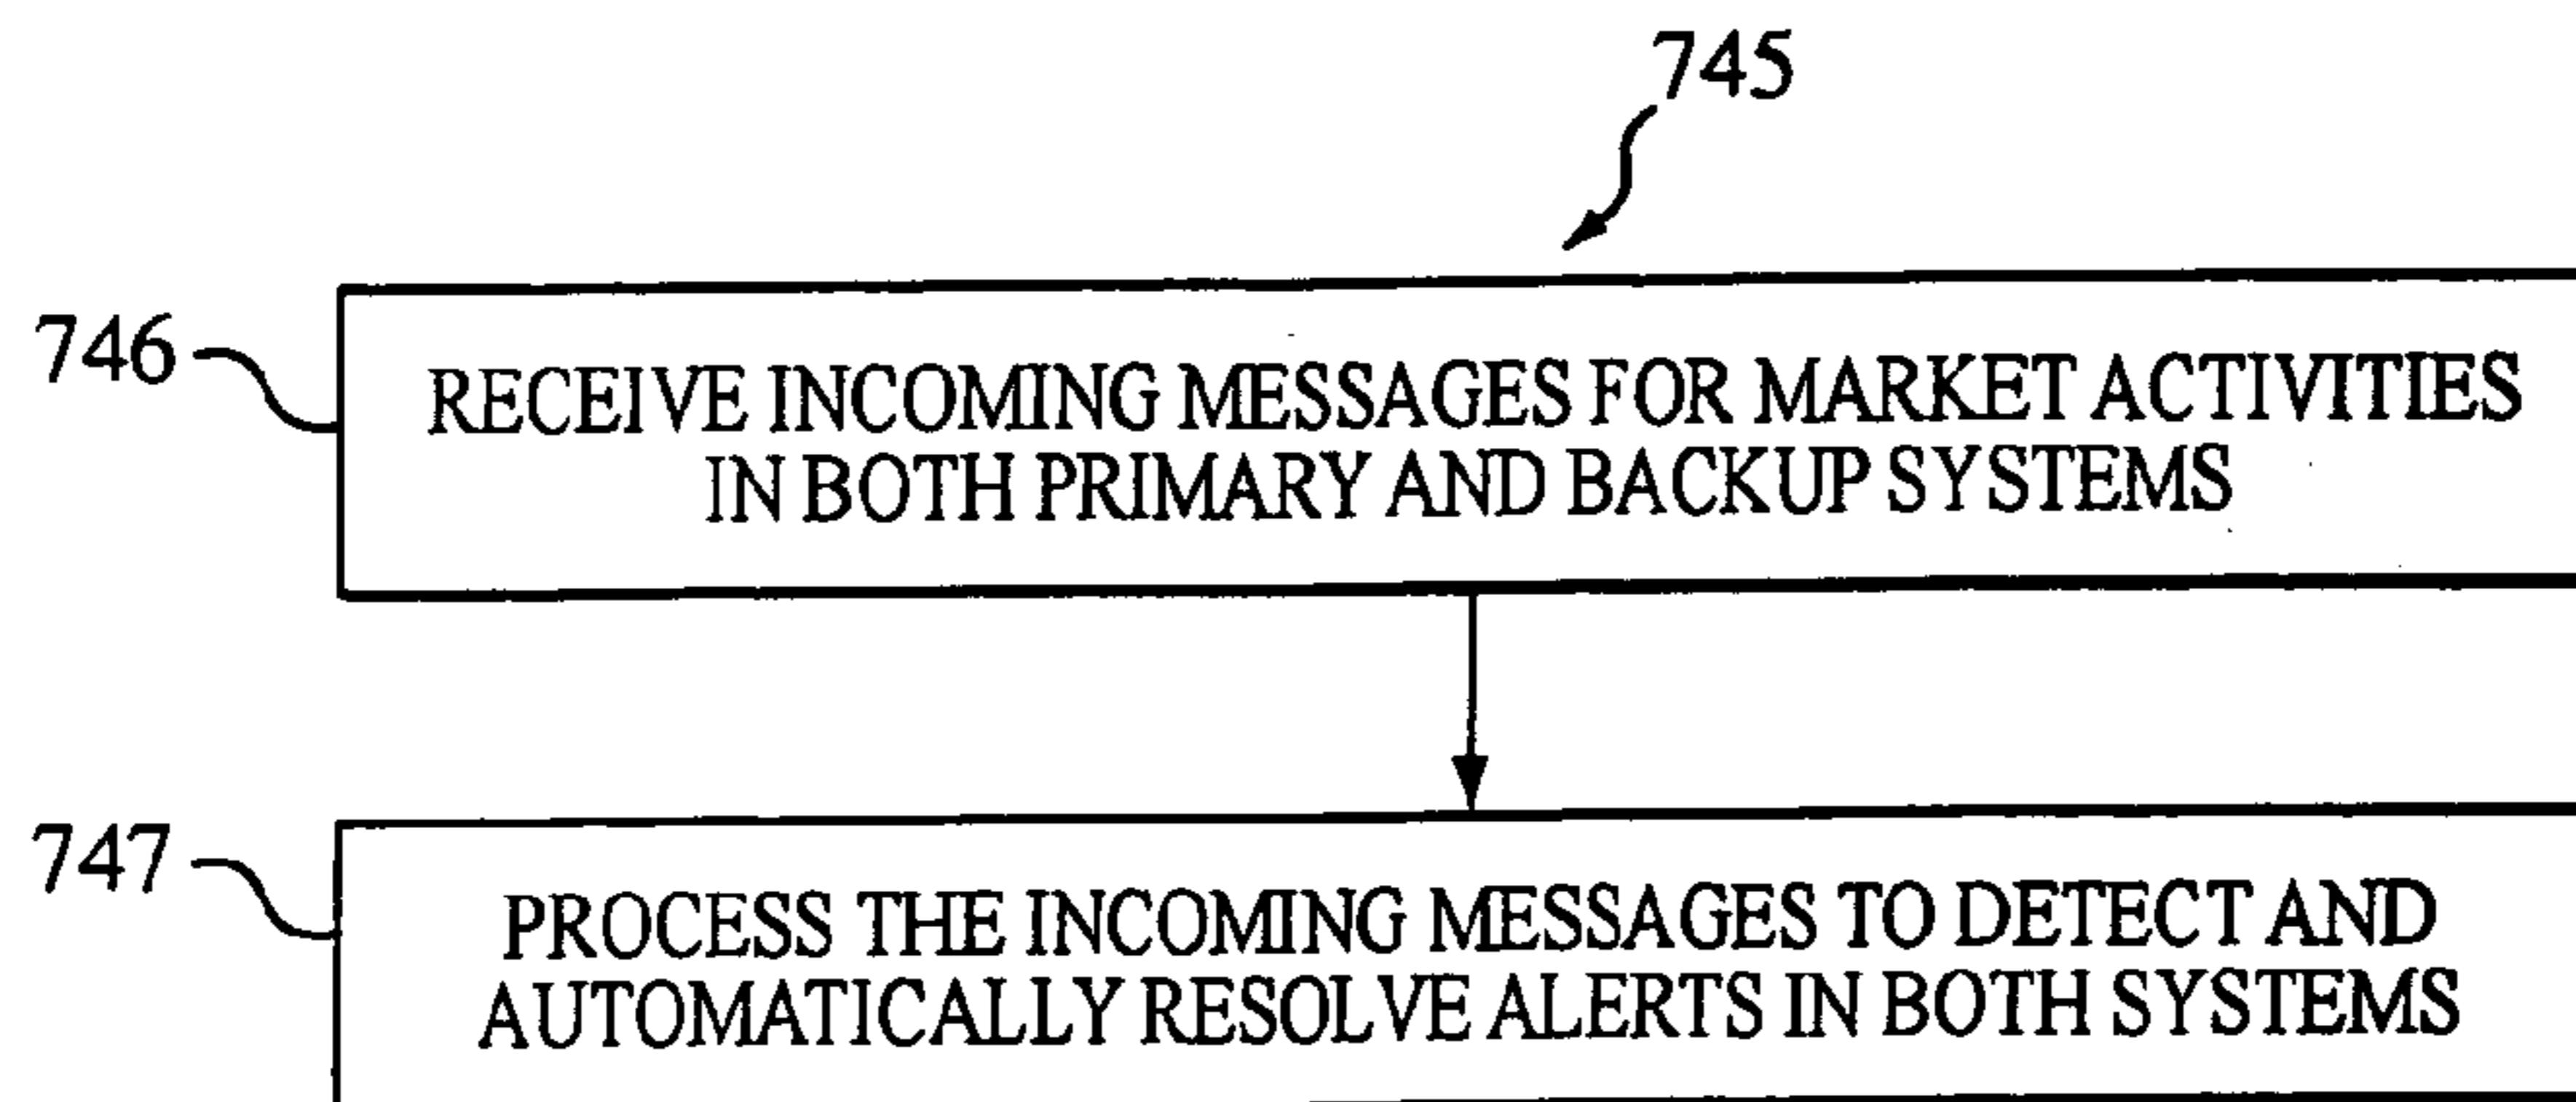 745
746
RECEIVE INCOMING MESSAGES FOR MARKET ACTIVITIES
IN BOTH PRIMARY AND BACKUP SYSTEMS
747
PROCESS THE INCOMING MESSAGES TO DETECT AND
AUTOMATICALLY RESOLVE ALERTS IN BOTH SYSTEMS